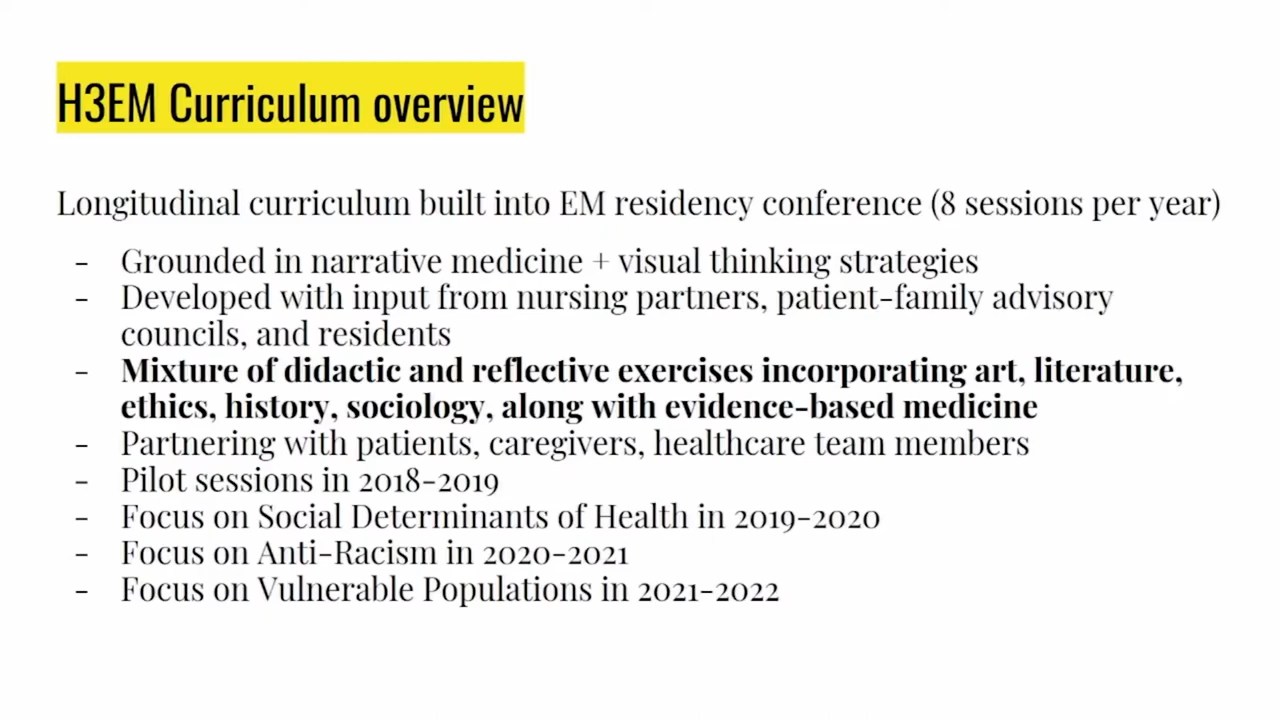 H3EM Curriculum overview
Longitudinal curriculum built into EM residency conference (8 sessions per year)
- Grounded in narrative medicine + visual thinking strategies
- Developed with input from nursing partners, patient-family advisory
councils, and residents
- Mixture of didactic and reflective exercises incorporating art, literature,
ethics, history, sociology, along with evidence-based medicine
- Partnering with patients, caregivers, healthcare team members
- Pilot sessions in 2018-2019
- Focus on Social Determinants of Health in 2019-2020
- Focus on Anti-Racism in 2020-2021
- Focus on Vulnerable Populations in 2021-2022